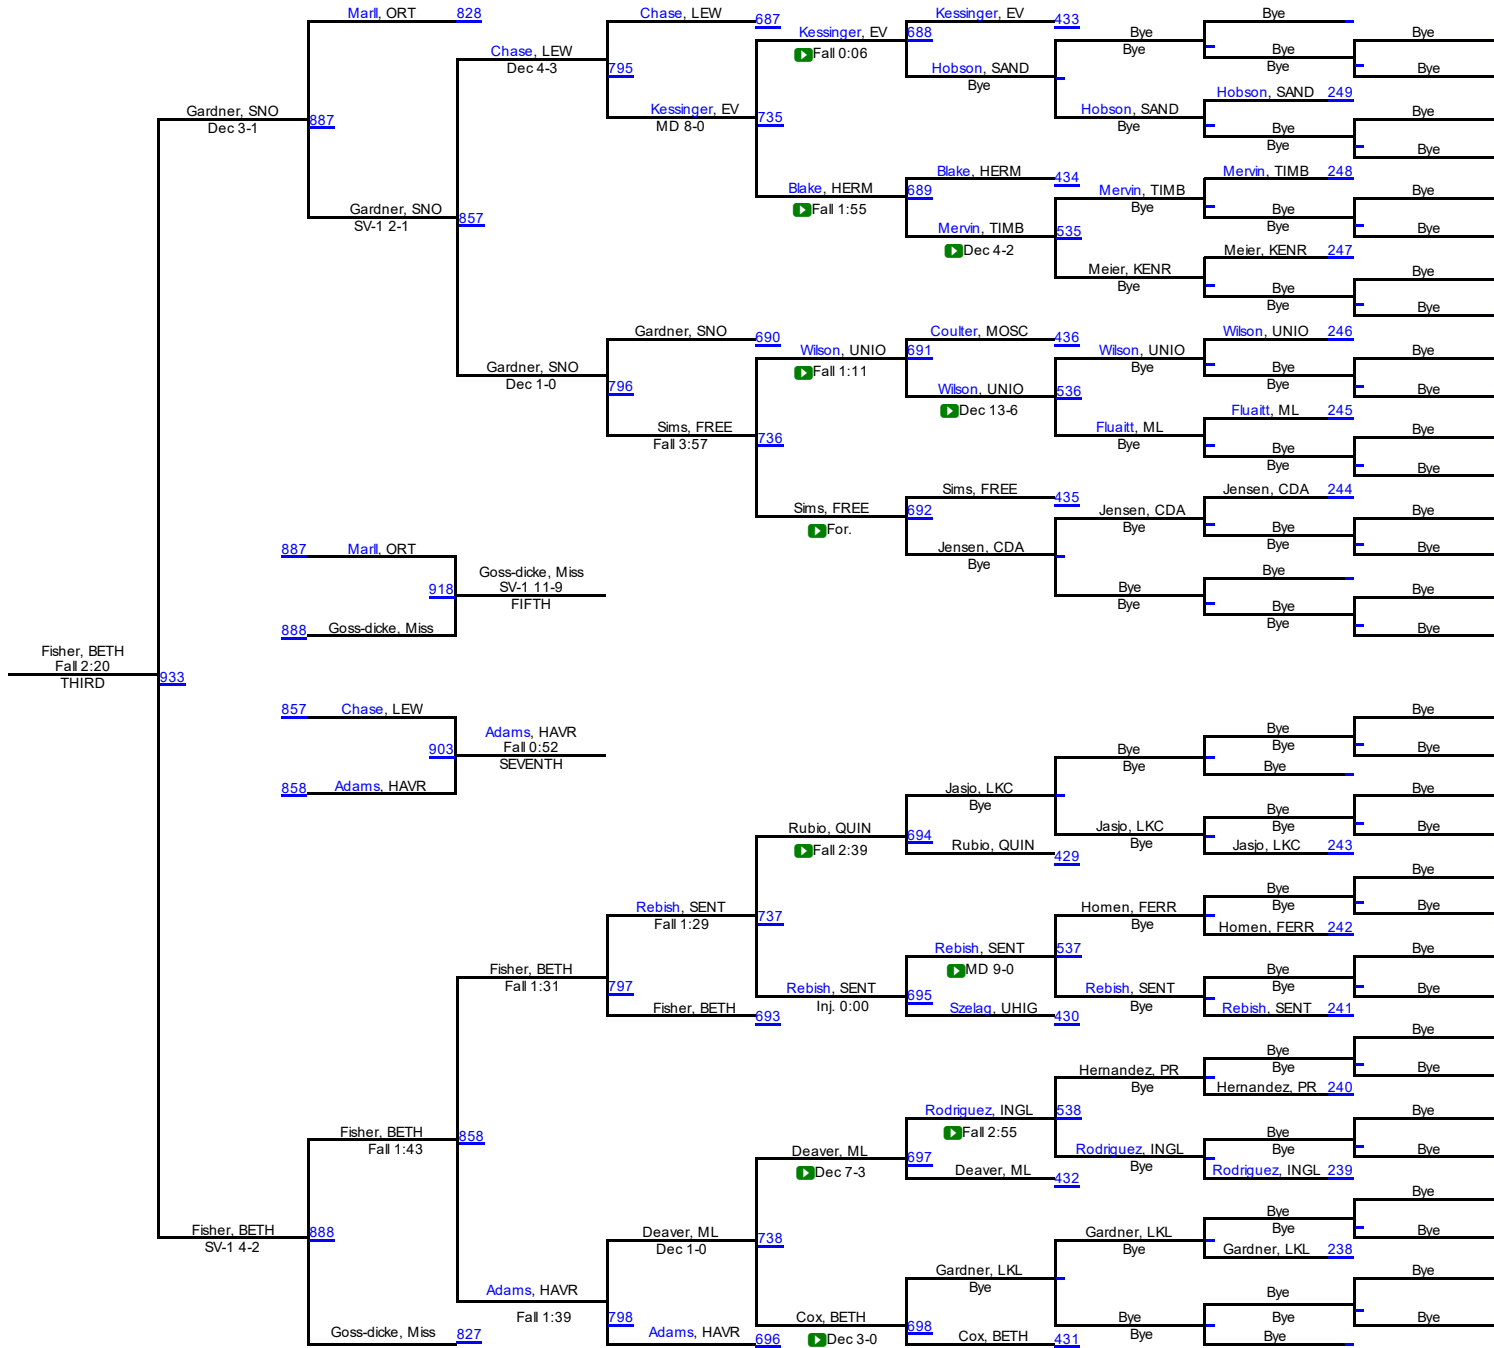 Marll, ORT 828
Chase, LEW 687
Kessinger, EV 433
Bye
Kessinger, EV 688
Bye
Bye
Bye
Chase, LEW
Fall 0:06
Bye
Bye
Dec 4-3
795
Hobson, SAND
Bye
Bye
Bye
Hobson, SAND 249
Gardner, SNO
Kessinger, EV
Hobson, SAND
Bye
Dec 3-1
887
MD 8-0
735
Bye
Bye
Bye
Bye
Blake, HERM 434
Mervin, TIMB 248
Blake, HERM 689
Mervin, TIMB
Bye
Gardner, SNO
Fall 1:55
Bye
Bye
SV-1 2-1
857
Mervin, TIMB 535
Bye
Bye
Dec 4-2
Meier, KENR 247
Meier, KENR
Bye
Bye
Bye
Bye
Bye
Gardner, SNO 690
Coulter, MOSC 436
Wilson, UNIO 246
Wilson, UNIO 691
Wilson, UNIO
Bye
Gardner, SNO
Fall 1:11
Bye
Bye
Dec 1-0
796
Wilson, UNIO 536
Bye
Bye
Dec 13-6
Fluaitt, ML 245
Sims, FREE
Fluaitt, ML
Bye
Fall 3:57
736
Bye
Bye
Bye
Bye
Sims, FREE 435
Jensen, CDA 244
Sims, FREE 692
Jensen, CDA
Bye
For.
Bye
Bye
887 Marll, ORT
Jensen, CDA
Bye
Bye
Goss-dicke, Miss
Bye
Bye
918
SV-1 11-9
Bye
Bye
FIFTH
Bye
Bye
888 Goss-dicke, Miss
Bye
Bye
Fisher, BETH
Fall 2:20
THIRD
933
857 Chase, LEW
Bye
Adams, HAVR
Bye
903
Fall 0:52
Bye
Bye
Bye
SEVENTH
Bye
Bye
858 Adams, HAVR
Jasjo, LKC
Bye
Bye
Bye
Rubio, QUIN
Jasjo, LKC
Bye
Bye
694
Rubio, QUIN
Bye
Jasjo, LKC 243
Fall 2:39
429
Bye
Bye
Rebish, SENT
Homen, FERR
Bye
Bye
Fall 1:29
737
Bye
Homen, FERR 242
Rebish, SENT 537
Bye
Fisher, BETH
MD 9-0
Bye
Fall 1:31
797
Rebish, SENT
Rebish, SENT
Bye
Bye
Fisher, BETH 693
Inj. 0:00
695
Szelag, UHIG 430
Bye
Rebish, SENT 241
Bye
Bye
Hernandez, PR
Bye
Bye
Bye
Hernandez, PR 240
Rodriguez, INGL 538
Bye
Fisher, BETH
Fall 2:55
Bye
Fall 1:43
858
Deaver, ML
Rodriguez, INGL
Bye
Bye
Dec 7-3
697
Deaver, ML 432
Bye
Rodriguez, INGL 239
Bye
Bye
Fisher, BETH
Deaver, ML
Gardner, LKL
Bye
Bye
SV-1 4-2
888
Dec 1-0
738
Bye
Gardner, LKL 238
Gardner, LKL
Bye
Adams, HAVR
Bye
Bye
Fall 1:39
798
Cox, BETH
Bye
Bye
Bye
Goss-dicke, Miss 827
Adams, HAVR 696
Dec 3-0
698
Cox, BETH 431
Bye
Bye